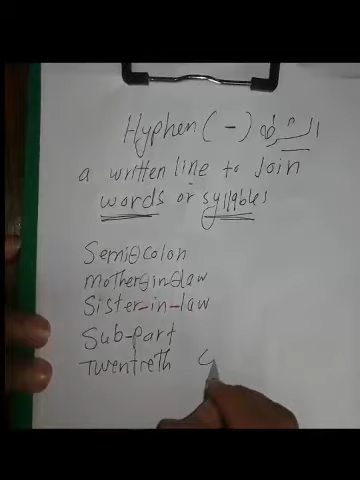 Hyphen (-) الشرطة
a written line to join
words or syllables
Semi-colon
mother-in-law
Sister-in-law
Sub-part
Twentieth